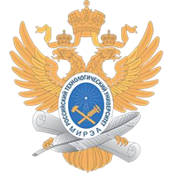 РОССИЙСКИЙ ТЕХНОЛОГИЧЕСКИЙ УНИВЕРСИТЕТ
МИРЭА